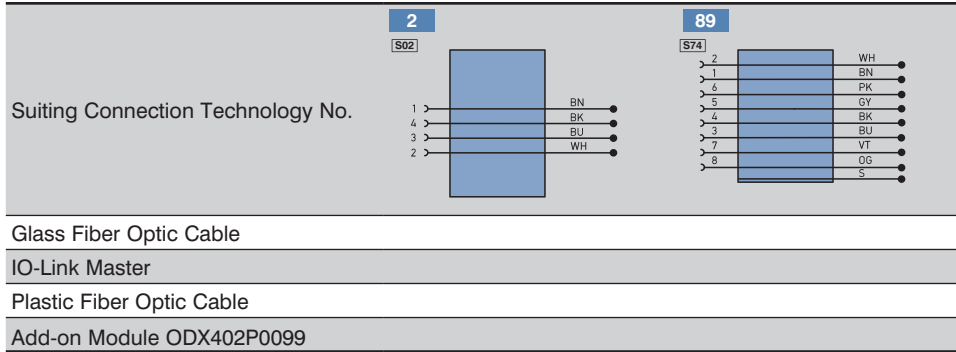 2 89
S02 S74
Suiting Connection Technology No.
1 BN
4 BK
3 BU
2 WH
2 WH
1 BN
6 PK
5 GY
4 BK
3 BU
7 VT
8 OG
S
Glass Fiber Optic Cable
IO-Link Master
Plastic Fiber Optic Cable
Add-on Module ODX402P0099